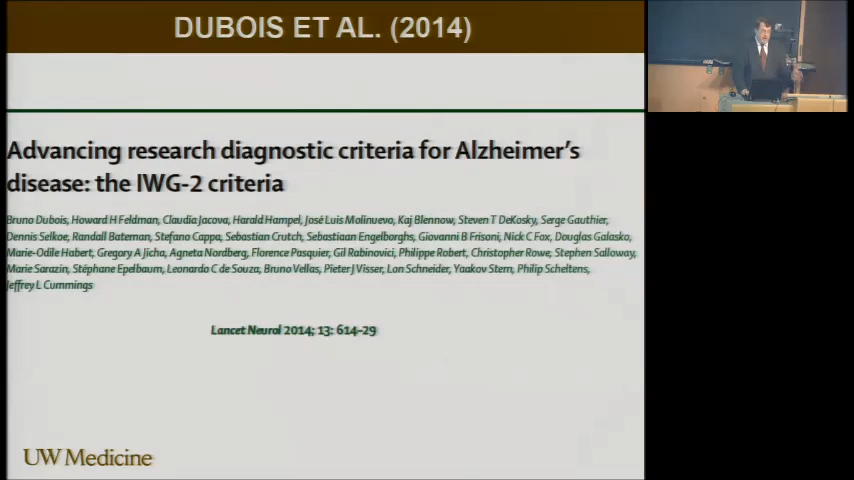 DUBOIS ET AL. (2014)
Advancing research diagnostic criteria for Alzheimer's
disease: the IWG-2 criteria
Bruno Dubois, Howard H Feldman, Claudia Jacova, Harald Hampel, José Luis Molinuevo, Kaj Blennow, Steven T DeKosky, Serge Gauthier,
Dennis Selkoe, Randall Bateman, Stefano Cappa, Sebastian Crutch, Sebastiaan Engelborghs, Giovanni B Frisoni, Nick C Fox, Douglas Galasko,
Marie-Odile Habert, Gregory A Jicha, Agneta Nordberg, Florence Pasquier, Gil Rabinovici, Philippe Robert, Christopher Rowe, Stephen Salloway,
Marie Sarazin, Stéphane Epelbaum, Leonardo C de Souza, Bruno Vellas, Pieter J Visser, Lon Schneider, Yaakov Stern, Philip Scheltens,
Jeffrey L Cummings
Lancet Neurol 2014; 13: 614–29
UW Medicine